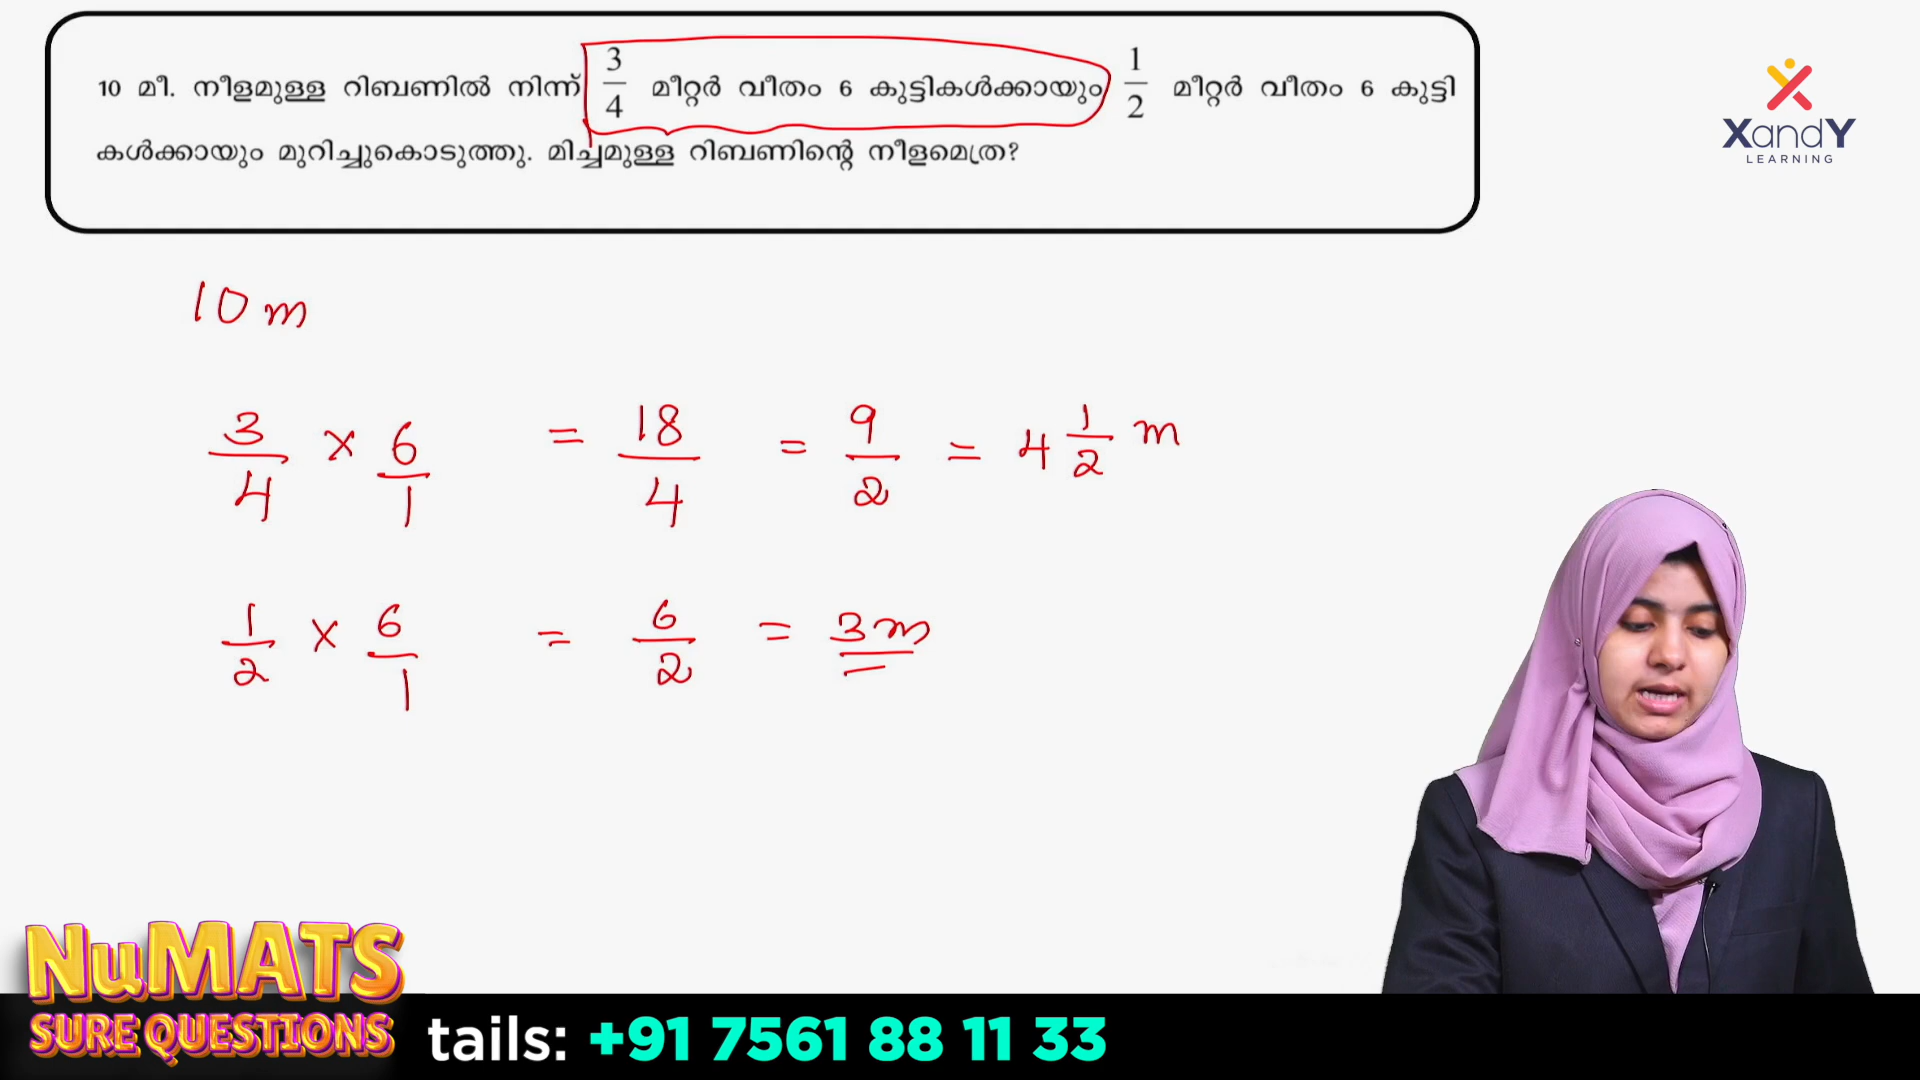 10 മീ. നീളമുള്ള റിബണിൽ നിന്ന് 3/4 മീറ്റർ വീതം 6 കുട്ടികൾക്കായും 1/2 മീറ്റർ വീതം 6 കുട്ടി
കൾക്കായും മുറിച്ചുകൊടുത്തു. മിച്ചമുള്ള റിബണിന്റെ നീളമെത്ര?
XandY
LEARNING
10 m
3/4 × 6/1 = 18/4 = 9/2 = 4 1/2 m
1/2 × 6/1 = 6/2 = 3m
NuMATS
SURE QUESTIONS
tails: +91 7561 88 11 33